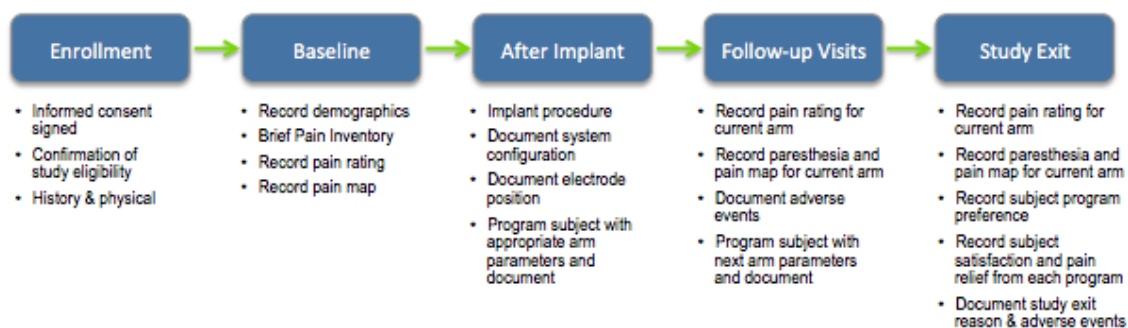 Enrollment
Baseline
After Implant
Follow-up Visits
Study Exit
• Informed consent
signed
• Confirmation of
study eligibility
• History & physical
• Record demographics
• Brief Pain Inventory
• Record pain rating
• Record pain map
• Implant procedure
• Document system
configuration
• Document electrode
position
• Program subject with
appropriate arm
parameters and
document
• Record pain rating for
current arm
• Record paresthesia and
pain map for current arm
• Document adverse
events
• Program subject with
next arm parameters
and document
• Record pain rating for
current arm
• Record paresthesia and
pain map for current arm
• Record subject program
preference
• Record subject
satisfaction and pain
relief from each program
• Document study exit
reason & adverse events